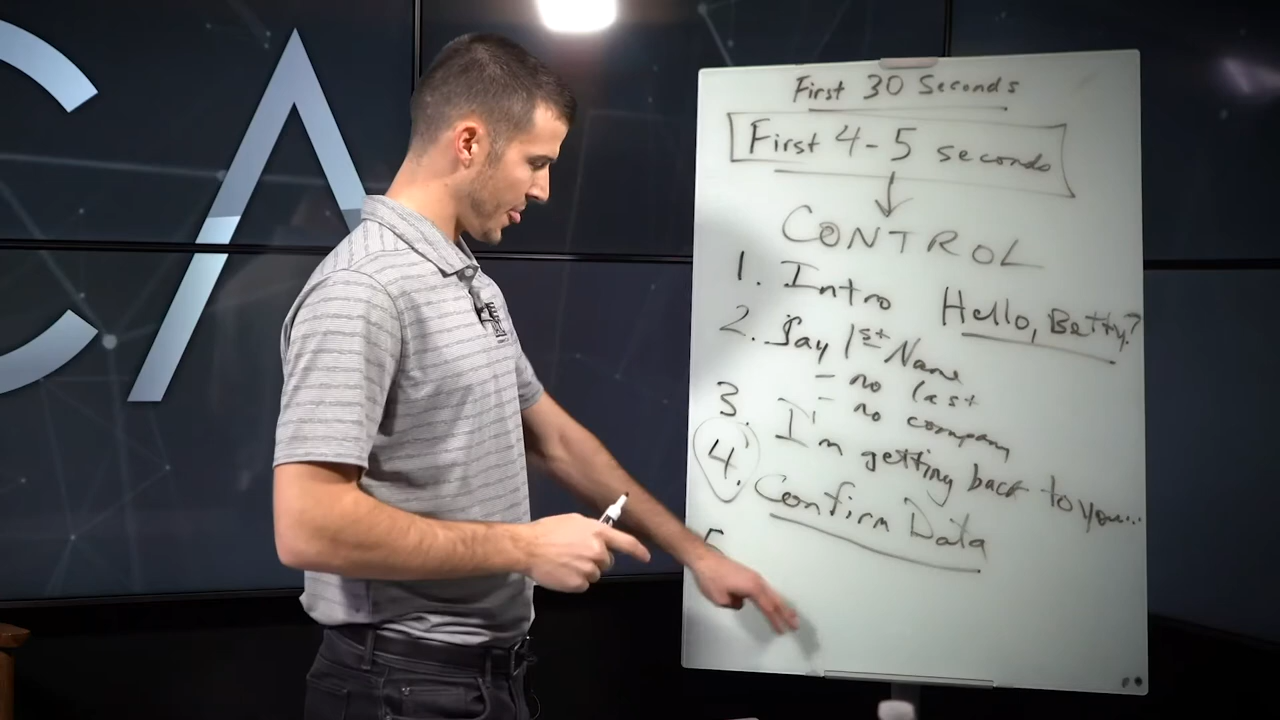 CA
First 30 Seconds
First 4-5 seconds
CONTROL
1. Intro Hello, Betty?
2. Say 1st Name
- no last
- no company
3. I'm getting back to you...
4. Confirm Data
5